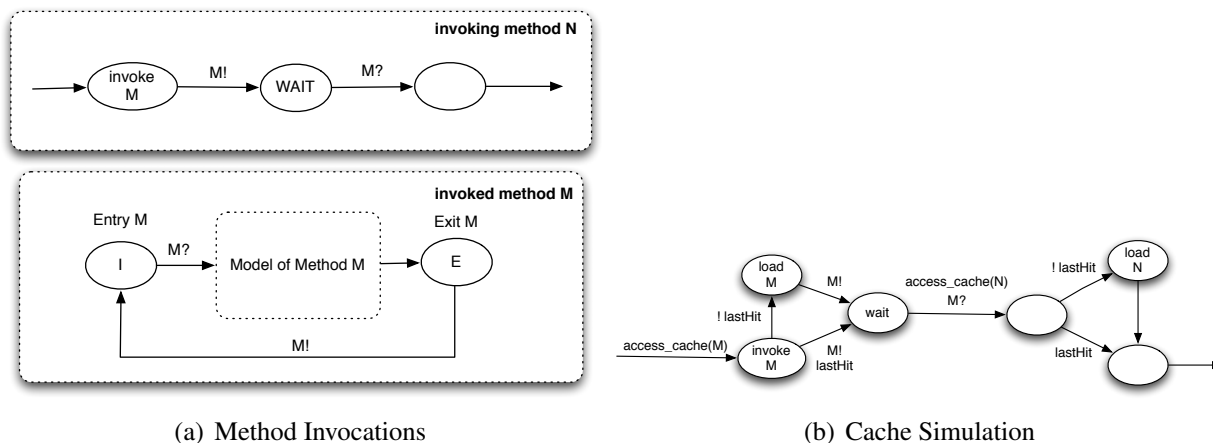 invoking method N
invoke
M
M!
WAIT
M?
invoked method M
Entry M
Exit M
I
M?
Model of Method M
E
M!
(a) Method Invocations
access_cache(M)
invoke
M
! lastHit
load
M
M!
M!
lastHit
wait
access_cache(N)
M?
! lastHit
load
N
lastHit
(b) Cache Simulation